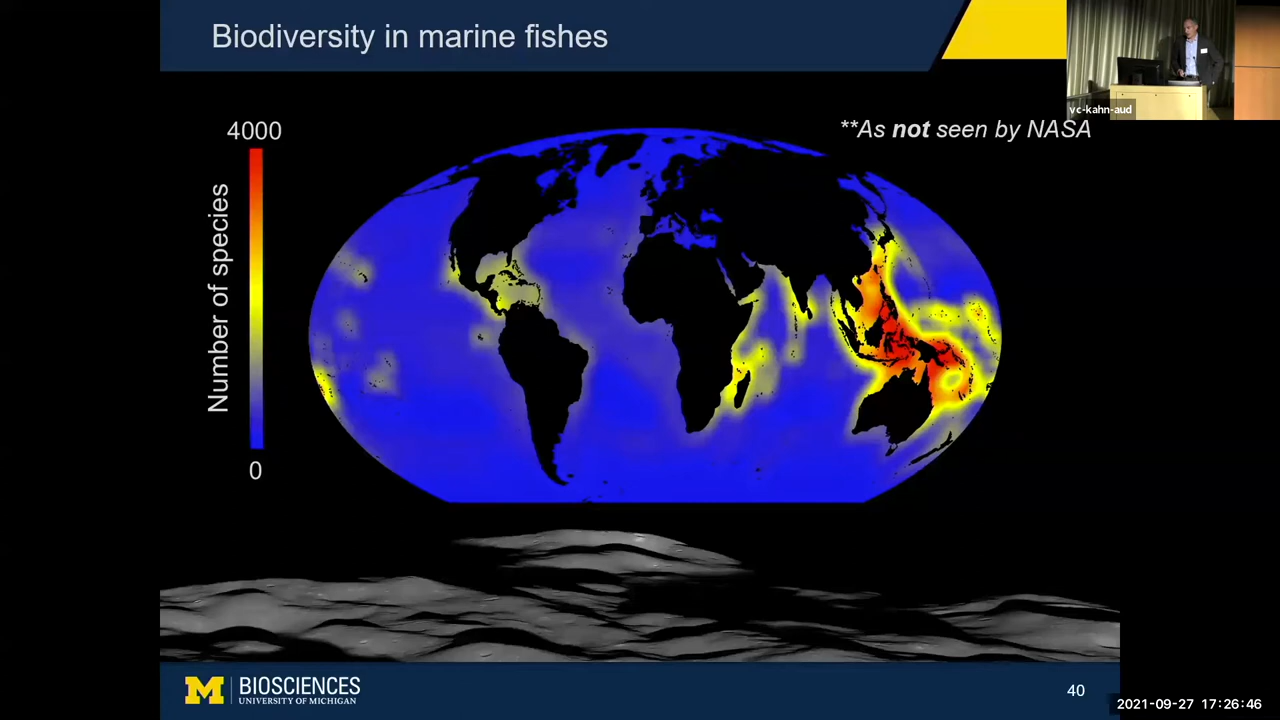 Biodiversity in marine fishes
vc-kahn-aud
**As not seen by NASA
4000
Number of species
0
M
BIOSCIENCES
UNIVERSITY OF MICHIGAN
40
2021-09-27 17:26:46